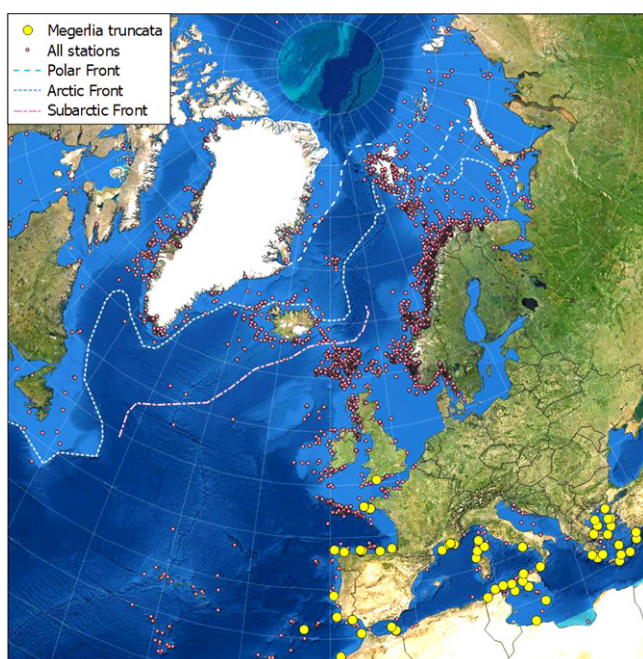 Megerlia truncata
All stations
Polar Front
Arctic Front
Subarctic Front